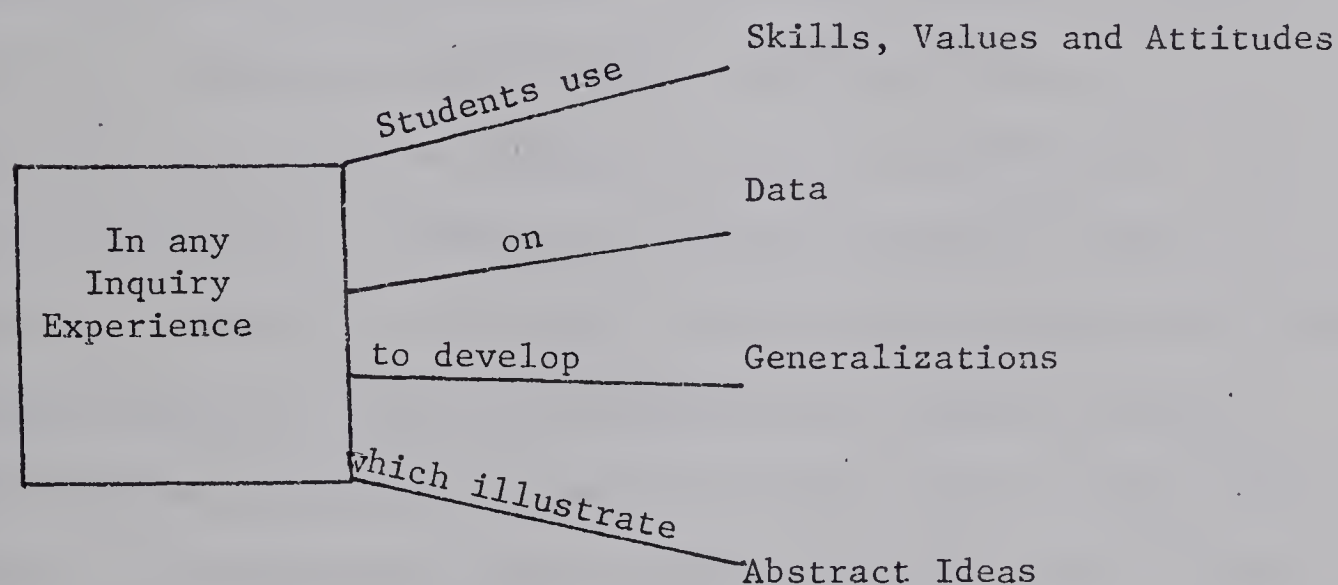 Skills, Values and Attitudes
Students use
Data
In any
on
Inquiry
Experience
to develop
Generalizations
which illustrate
Abstract Ideas